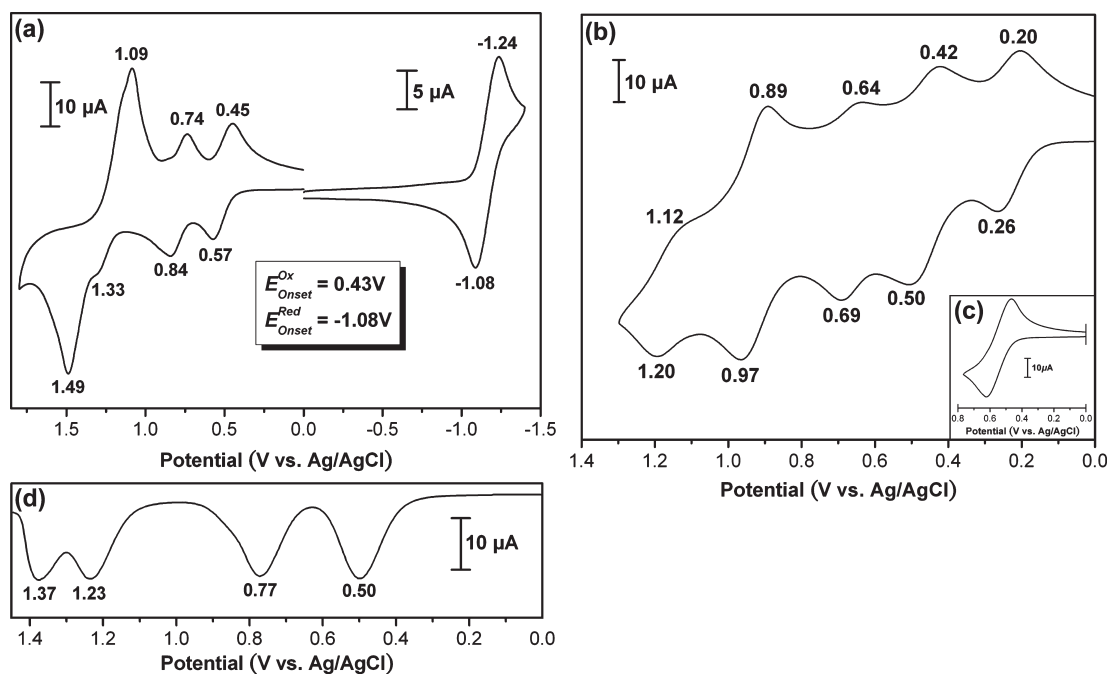 (a)
1.09
-1.24
10 µA
5 µA
0.74
0.45
0.57
0.84
1.33
-1.08
1.49
E Ox Onset = 0.43V
E Red Onset = -1.08V
1.5 1.0 0.5 0.0 -0.5 -1.0 -1.5
Potential (V vs. Ag/AgCl)
(b)
10 µA
0.89
0.64
0.42
0.20
1.12
0.26
0.50
0.69
0.97
1.20
1.4 1.2 1.0 0.8 0.6 0.4 0.2 0.0
Potential (V vs. Ag/AgCl)
(c)
10µA
0.8 0.6 0.4 0.2 0.0
Potential (V vs. Ag/AgCl)
(d)
10 µA
1.37 1.23 0.77 0.50
1.4 1.2 1.0 0.8 0.6 0.4 0.2 0.0
Potential (V vs. Ag/AgCl)